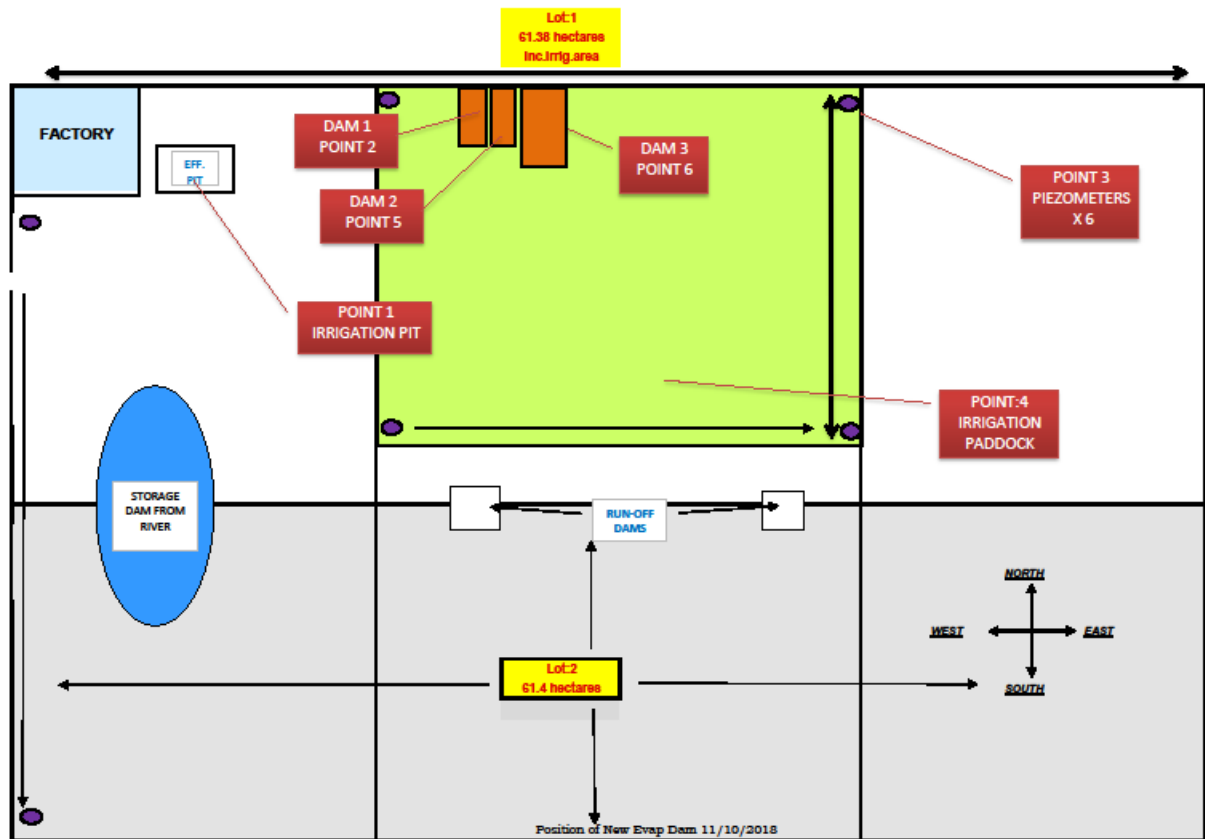 Lot:1
61.38 hectares
inc.irrig.area
FACTORY
EFF.
PIT
DAM 1
POINT 2
DAM 2
POINT 5
DAM 3
POINT 6
POINT 3
PIEZOMETERS
X 6
POINT 1
IRRIGATION PIT
POINT:4
IRRIGATION
PADDOCK
STORAGE
DAM FROM
RIVER
RUN-OFF
DAMS
NORTH
WEST
EAST
SOUTH
Lot:2
61.4 hectares
Position of New Evap Dam 11/10/2018